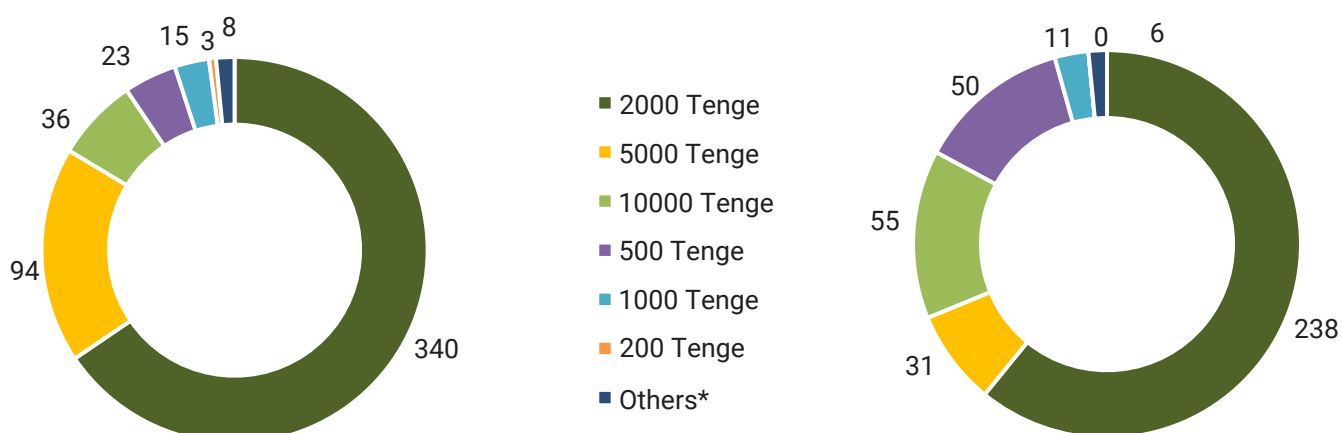 15 3 8
23
36
94
340
2000 Tenge
5000 Tenge
10000 Tenge
500 Tenge
1000 Tenge
200 Tenge
Others*
11 0 6
50
55
31
238